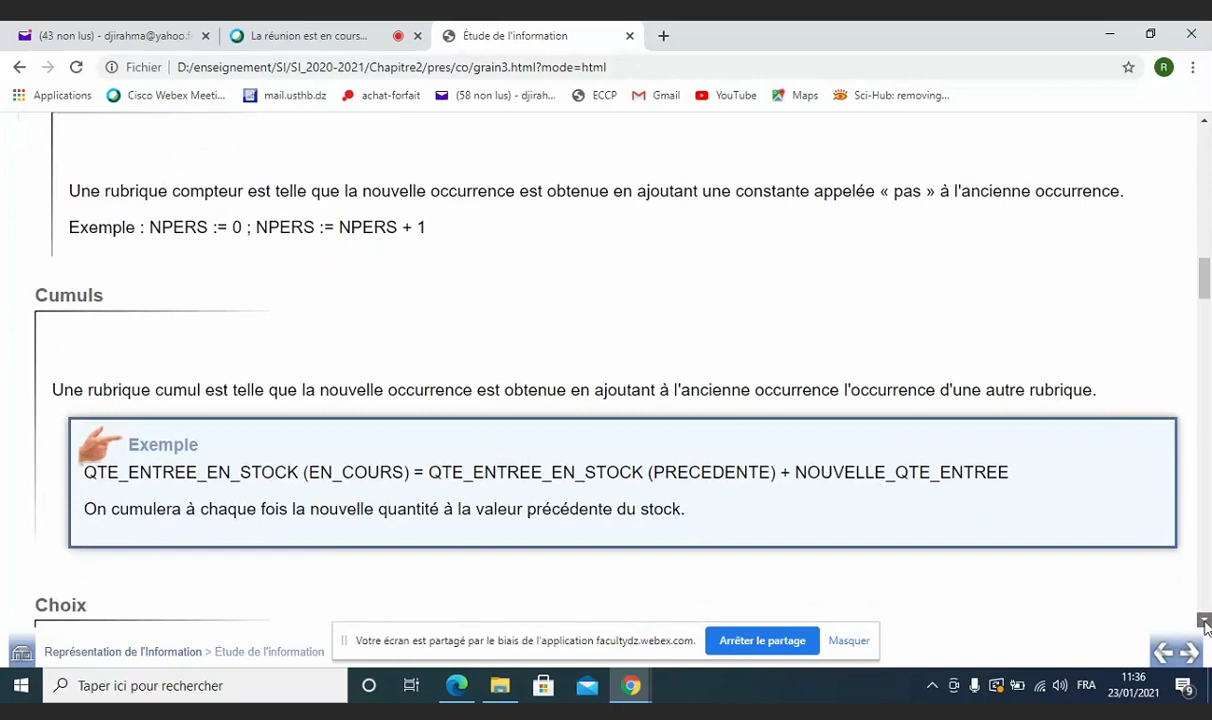 (43 non lus) - djirahma@yahoo.f
La réunion est en cours...
Étude de l'information
Fichier D:/enseignement/SI/SI_2020-2021/Chapitre2/pres/co/grain3.html?mode=html
R
Applications Cisco Webex Meeti... mail.usthb.dz achat-forfait (58 non lus) - djirah... ECCP Gmail YouTube Maps Sci-Hub: removing...
Une rubrique compteur est telle que la nouvelle occurrence est obtenue en ajoutant une constante appelée « pas » à l'ancienne occurrence.
Exemple : NPERS := 0 ; NPERS := NPERS + 1
Cumuls
Une rubrique cumul est telle que la nouvelle occurrence est obtenue en ajoutant à l'ancienne occurrence l'occurrence d'une autre rubrique.
Exemple
QTE_ENTREE_EN_STOCK (EN_COURS) = QTE_ENTREE_EN_STOCK (PRECEDENTE) + NOUVELLE_QTE_ENTREE
On cumulera à chaque fois la nouvelle quantité à la valeur précédente du stock.
Choix
Votre écran est partagé par le biais de l'application facultydz.webex.com. Arrêter le partage Masquer
Représentation de l'Information > Étude de l'information
Taper ici pour rechercher
FRA
11:36
23/01/2021
9